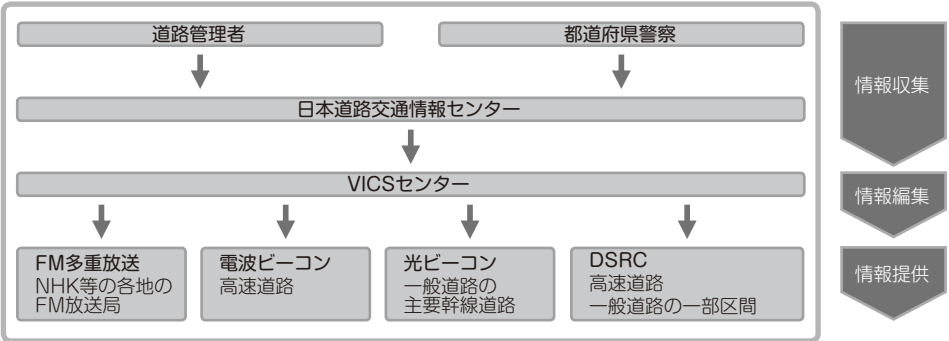 道路管理者
都道府県警察
情報収集
日本道路交通情報センター
VICSセンター
情報編集
FM多重放送
NHK等の各地の
FM放送局
電波ビーコン
高速道路
光ビーコン
一般道路の
主要幹線道路
DSRC
高速道路
一般道路の一部区間
情報提供